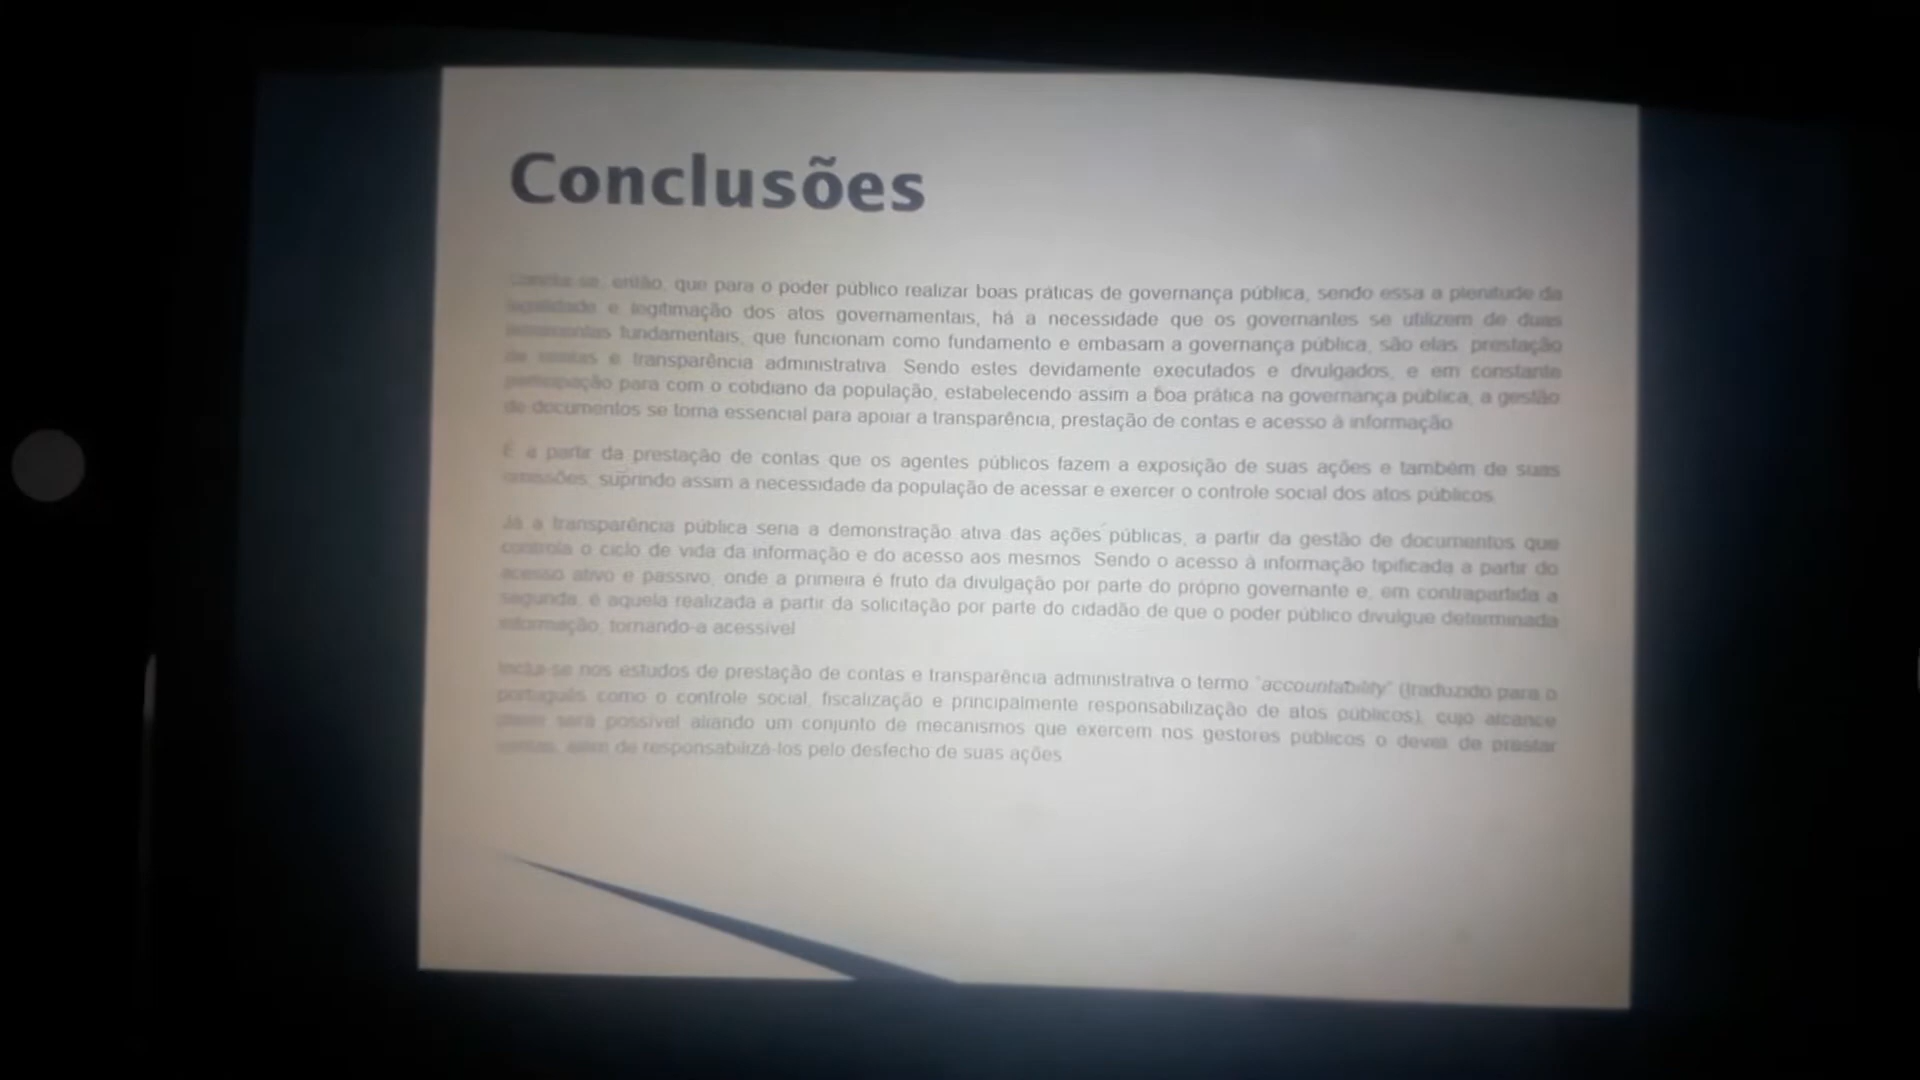 Conclusões
então, que para o poder público realizar boas práticas de governança pública, sendo essa a plenitude da
e legitimação dos atos governamentais, há a necessidade que os governantes se utilizem de duas
fundamentais, que funcionam como fundamento e embasam a governança pública, são elas prestação
de contas e transparência administrativa. Sendo estes devidamente executados e divulgados, e em constante
participação para com o cotidiano da população, estabelecendo assim a boa prática na governança pública, a gestão
de documentos se torna essencial para apoiar a transparência, prestação de contas e acesso à informação
É a partir da prestação de contas que os agentes públicos fazem a exposição de suas ações e também de suas
omissões, suprindo assim a necessidade da população de acessar e exercer o controle social dos atos públicos
Já a transparência pública seria a demonstração ativa das ações públicas, a partir da gestão de documentos que
controla o ciclo de vida da informação e do acesso aos mesmos. Sendo o acesso à informação tipificada a partir do
acesso ativo e passivo, onde a primeira é fruto da divulgação por parte do próprio governante e, em contrapartida a
segunda, é aquela realizada a partir da solicitação por parte do cidadão de que o poder público divulgue determinada
informação, tornando-a acessível
Inclui-se nos estudos de prestação de contas e transparência administrativa o termo "accountability" (traduzido para o
português como o controle social, fiscalização e principalmente responsabilização de atos públicos), cujo alcance
será possível aliando um conjunto de mecanismos que exercem nos gestores públicos o dever de prestar
contas, além de responsabilizá-los pelo desfecho de suas ações